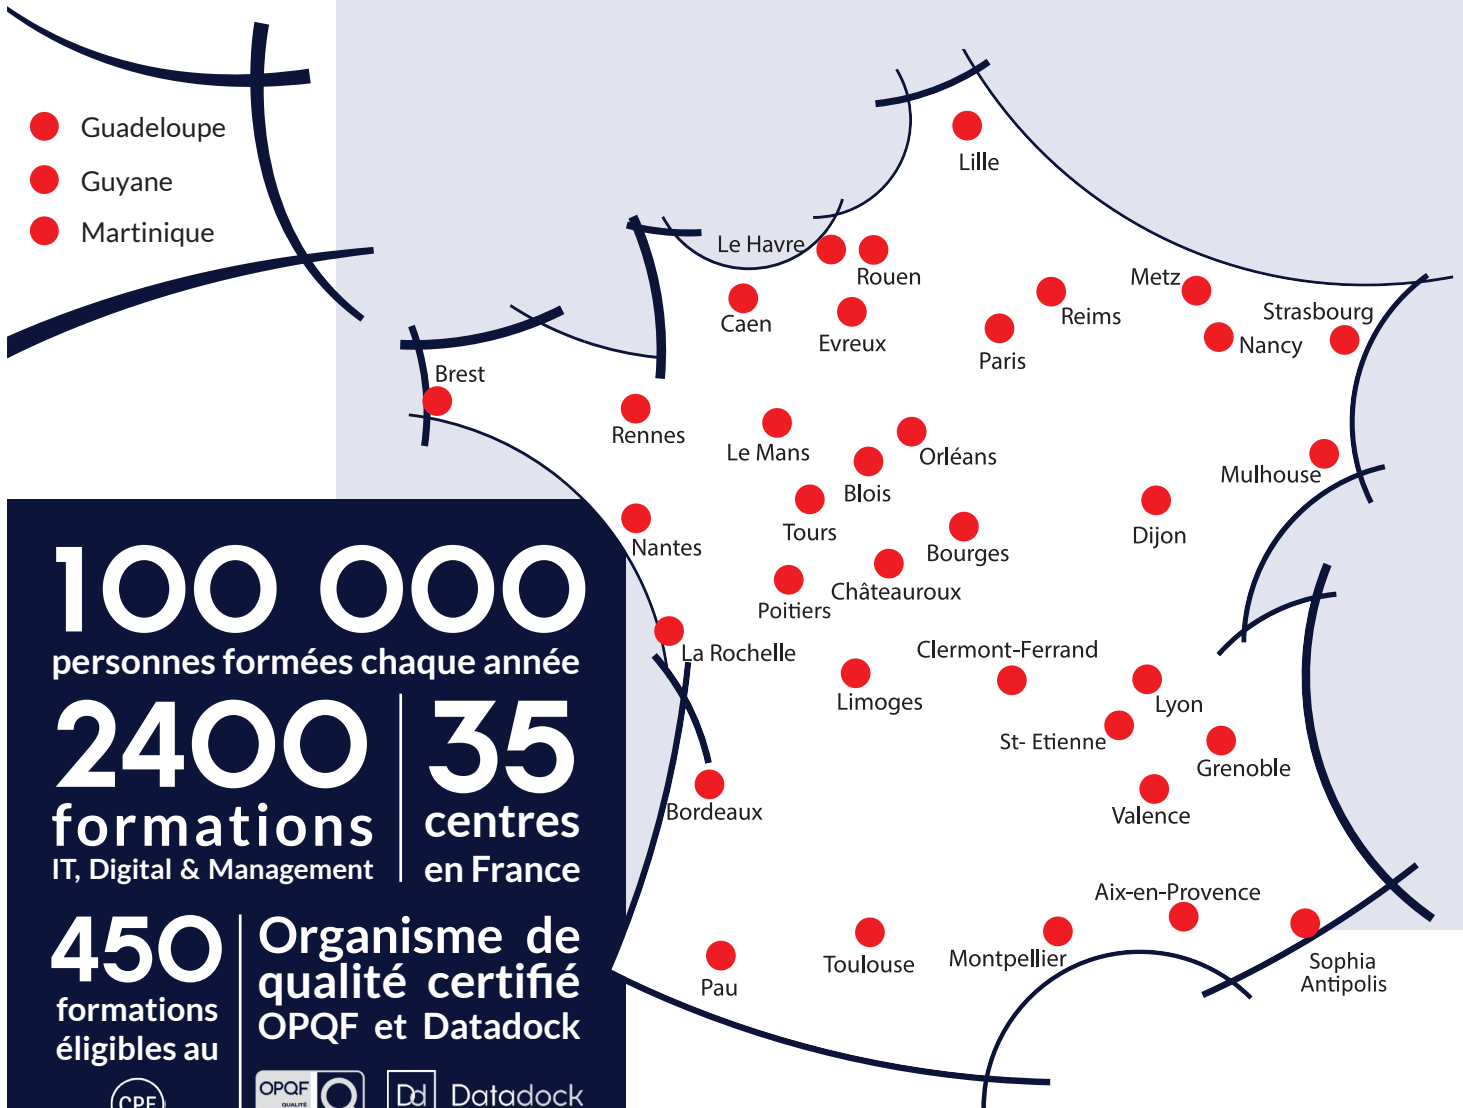 Guadeloupe
Guyane
Martinique
Lille
Le Havre
Rouen
Caen
Evreux
Reims
Paris
Metz
Strasbourg
Nancy
Brest
Rennes
Le Mans
Orléans
Blois
Mulhouse
Tours
Nantes
Bourges
Dijon
Châteauroux
Poitiers
La Rochelle
Clermont-Ferrand
Limoges
Lyon
St- Etienne
Grenoble
Bordeaux
Valence
Aix-en-Provence
Montpellier
Toulouse
Sophia
Antipolis
Pau
100 000
personnes formées chaque année
2400
formations
IT, Digital & Management
35
centres
en France
450
formations
éligibles au
CPF
Organisme de
qualité certifié
OPQF et Datadock
OPQF
QUALITÉ
Dd Datadock